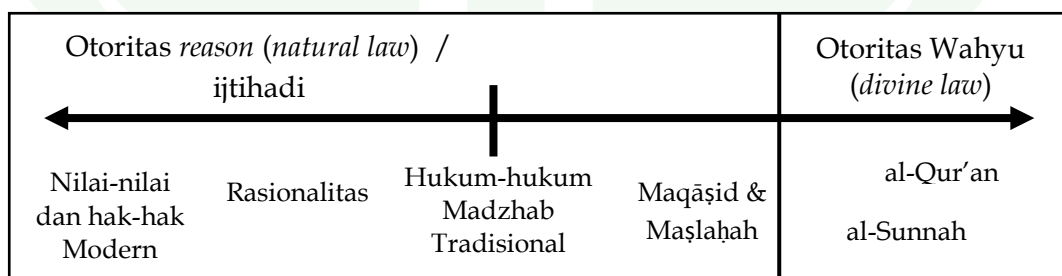 Otoritas reason (natural law) /
ijtihadi
Otoritas Wahyu
(divine law)
Nilai-nilai
dan hak-hak
Modern
Rasionalitas
Hukum-hukum
Madzhab
Tradisional
Maqāṣid &
Maṣlaḥah
al-Qur’an
al-Sunnah